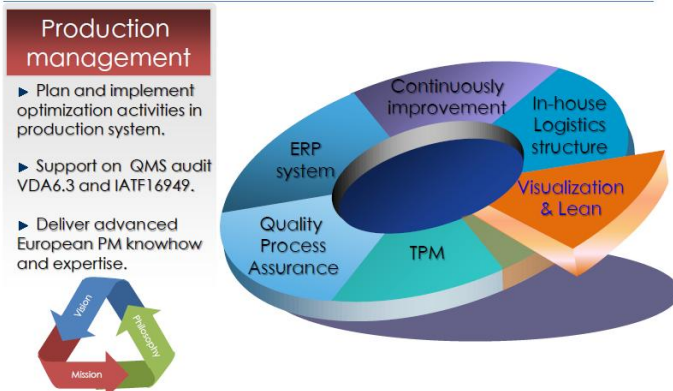 Production
management
► Plan and implement
optimization activities in
production system.
► Support on QMS audit
VDA6.3 and IATF16949.
► Deliver advanced
European PM knowhow
and expertise.
Vision
Philosophy
Mission
Continuously
improvement
In-house
Logistics
structure
ERP
system
Visualization
& Lean
Quality
Process
Assurance
TPM